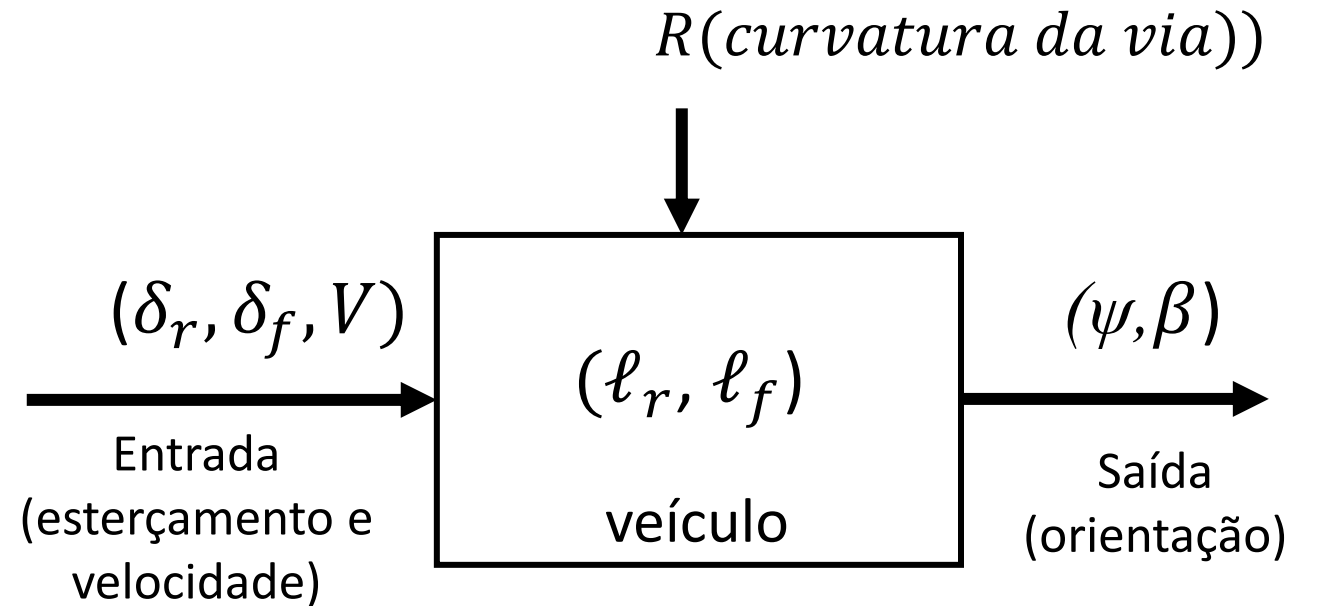 R(curvatura da via))
(δr, δf, V)
(ψ,β)
(ℓr, ℓf)
Entrada
(esterçamento e
velocidade)
veículo
Saída
(orientação)